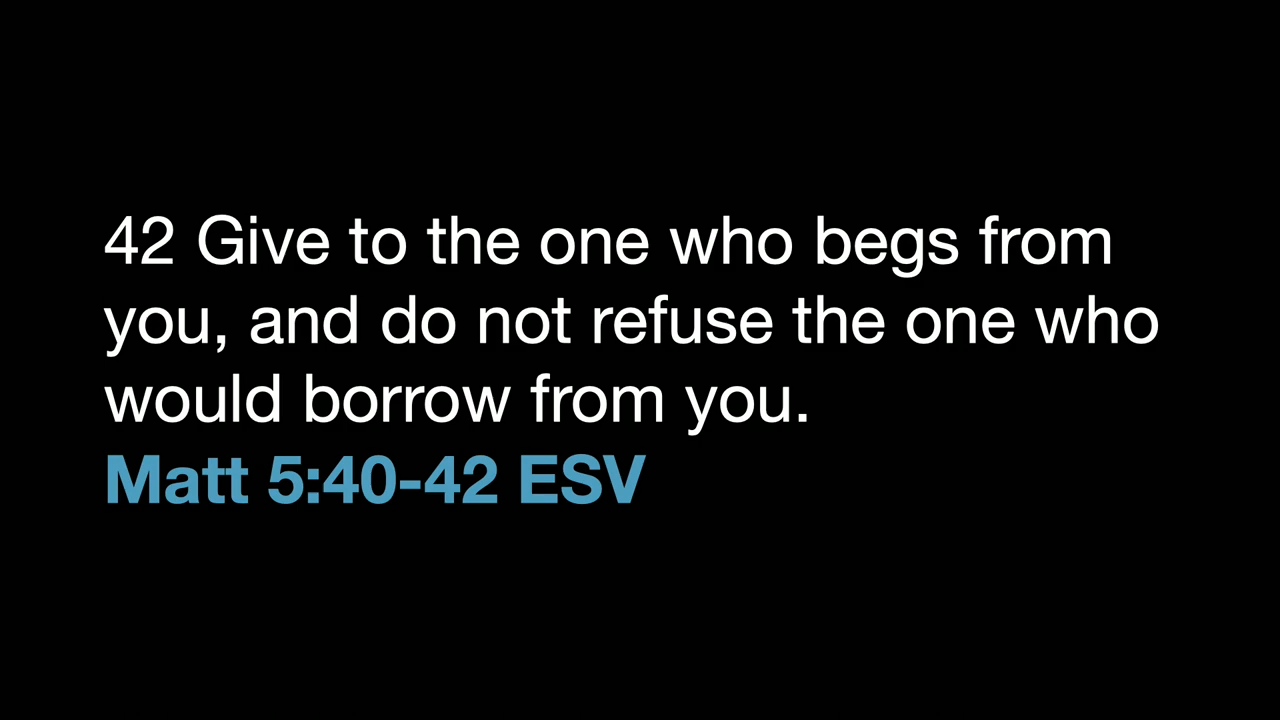 42 Give to the one who begs from
you, and do not refuse the one who
would borrow from you.
Matt 5:40-42 ESV